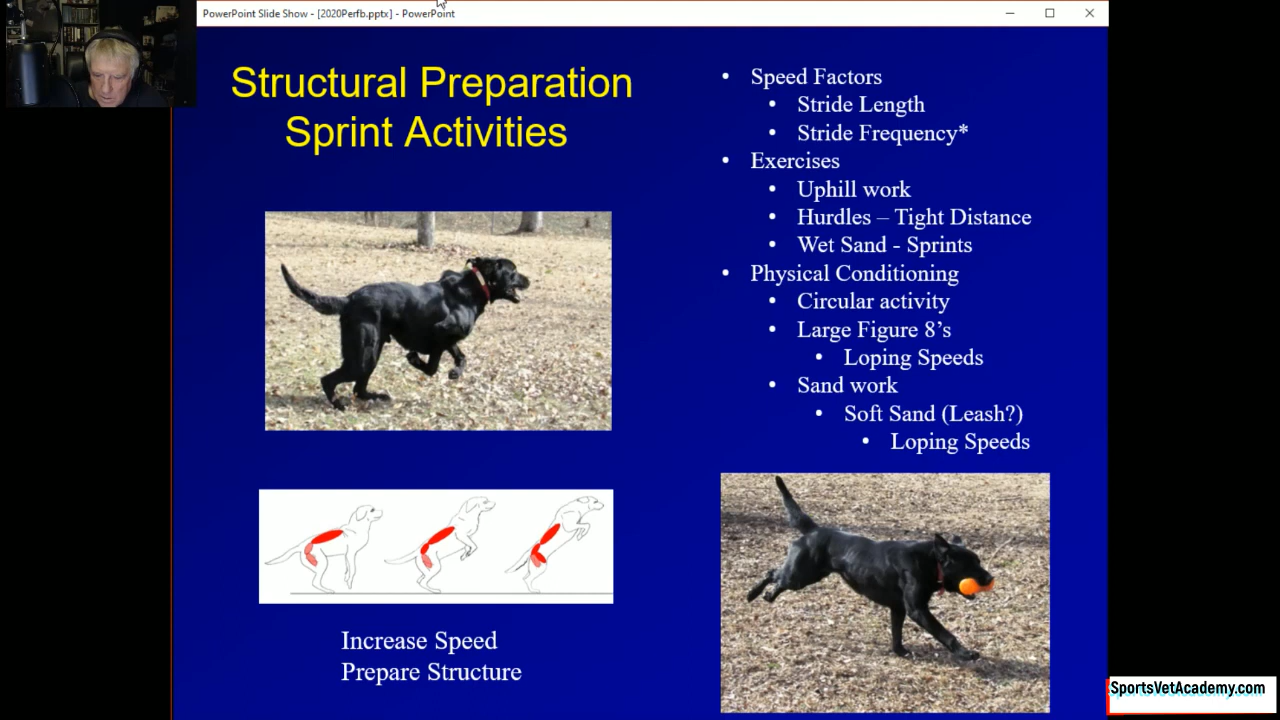 PowerPoint Slide Show - [2020Perfb.pptx] - PowerPoint
Structural Preparation
Sprint Activities
• Speed Factors
• Stride Length
• Stride Frequency*
• Exercises
• Uphill work
• Hurdles – Tight Distance
• Wet Sand - Sprints
• Physical Conditioning
• Circular activity
• Large Figure 8’s
• Loping Speeds
• Sand work
• Soft Sand (Leash?)
• Loping Speeds
Increase Speed
Prepare Structure
SportsVetAcademy.com